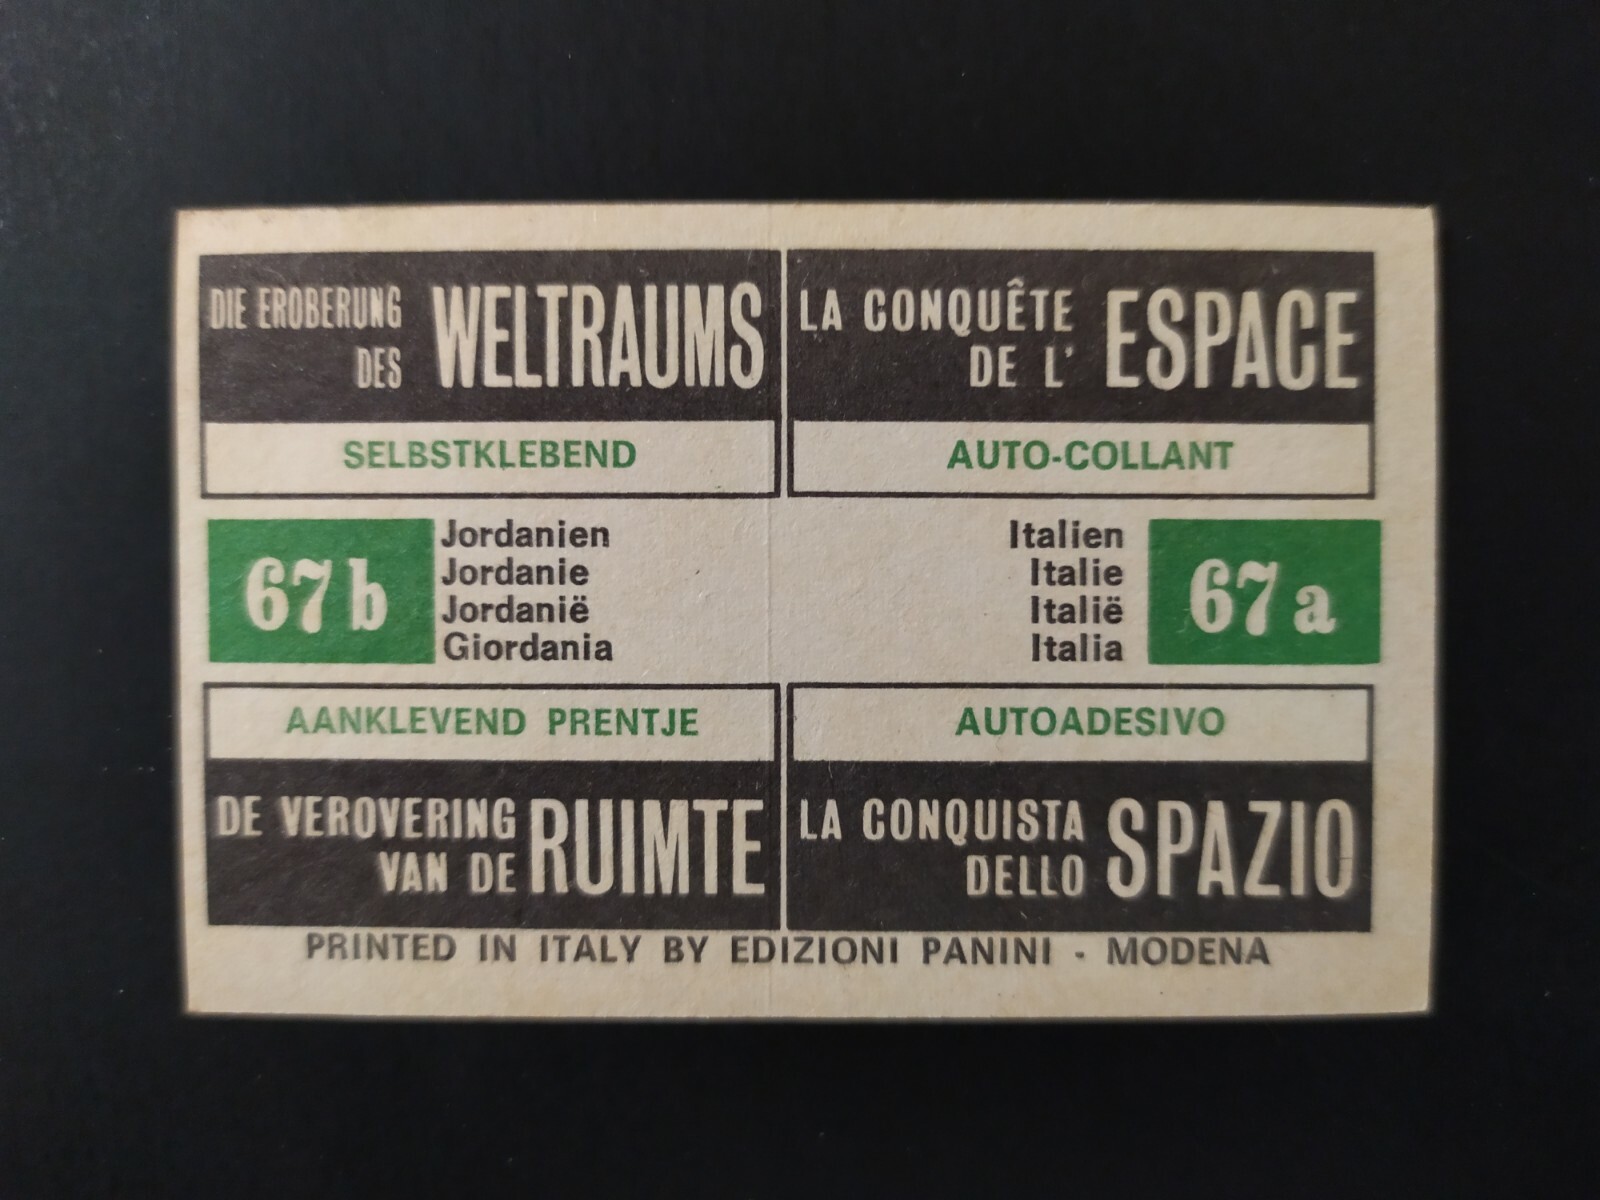 DIE EROBERUNG
DES WELTRAUMS
LA CONQUÊTE
DE L' ESPACE
SELBSTKLEBEND
AUTO-COLLANT
67 b
Jordanien
Jordanie
Jordanië
Giordania
Italien
Italie
Italië
Italia
67 a
AANKLEVEND PRENTJE
AUTOADESIVO
DE VEROVERING
VAN DE RUIMTE
LA CONQUISTA
DELLO SPAZIO
PRINTED IN ITALY BY EDIZIONI PANINI - MODENA